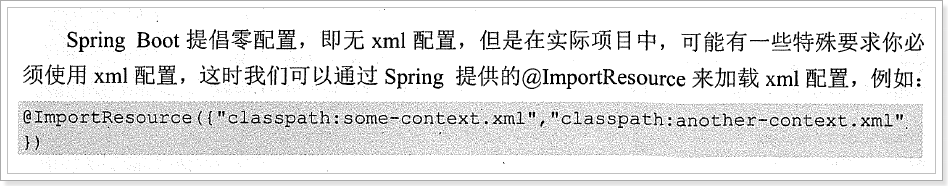 Spring Boot 提倡零配置，即无 xml 配置，但是在实际项目中，可能有一些特殊要求你必
须使用 xml 配置，这时我们可以通过 Spring 提供的@ImportResource 来加载 xml 配置，例如：
@ImportResource({"classpath:some-context.xml","classpath:another-context.xml"
})